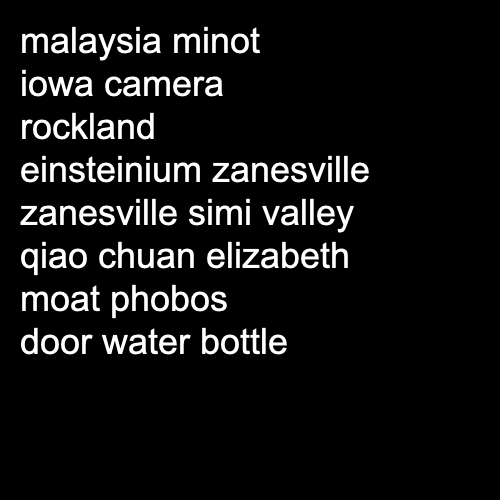 malaysia minot
iowa camera
rockland
einsteinium zanesville
zanesville simi valley
qiao chuan elizabeth
moat phobos
door water bottle